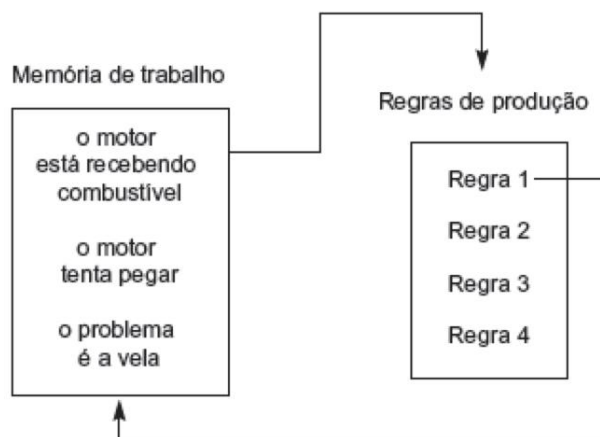 Memória de trabalho
o motor
está recebendo
combustível
o motor
tenta pegar
o problema
é a vela
Regras de produção
Regra 1
Regra 2
Regra 3
Regra 4